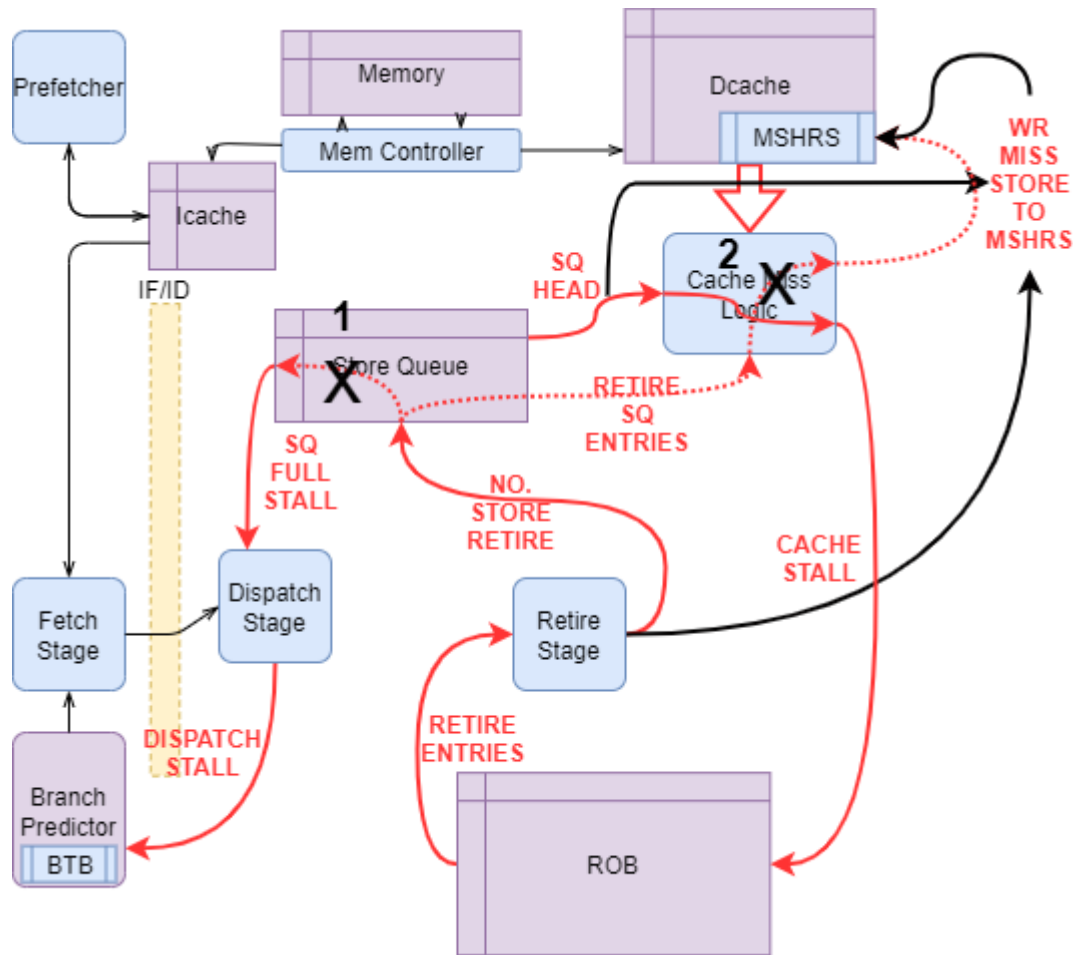 Prefetcher
Memory
Mem Controller
Dcache
MSHRS
WR
MISS
STORE
TO
MSHRS
Icache
IF/ID
SQ
HEAD
2
X
Cache Miss
Logic
1
Store Queue
X
RETIRE
SQ
ENTRIES
SQ
FULL
STALL
NO.
STORE
RETIRE
CACHE
STALL
Fetch
Stage
Dispatch
Stage
Retire
Stage
DISPATCH
STALL
RETIRE
ENTRIES
Branch
Predictor
BTB
ROB